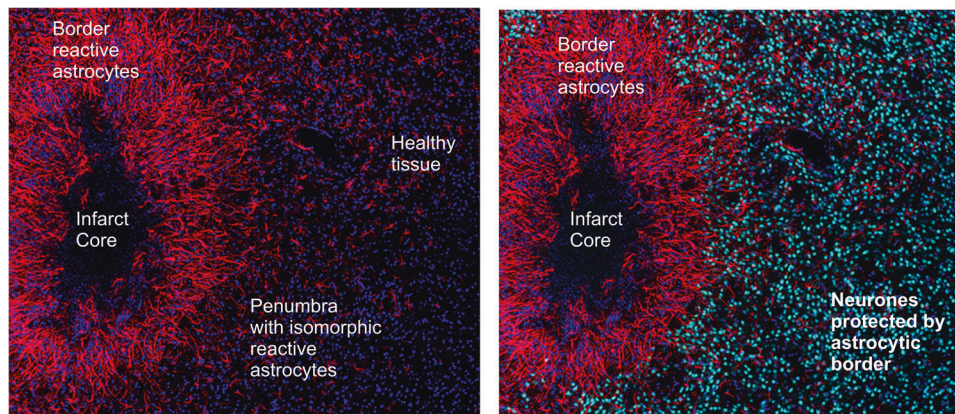 Border
reactive
astrocytes
Healthy
tissue
Infarct
Core
Penumbra
with isomorphic
reactive
astrocytes
Border
reactive
astrocytes
Infarct
Core
Neurones
protected by
astrocytic
border